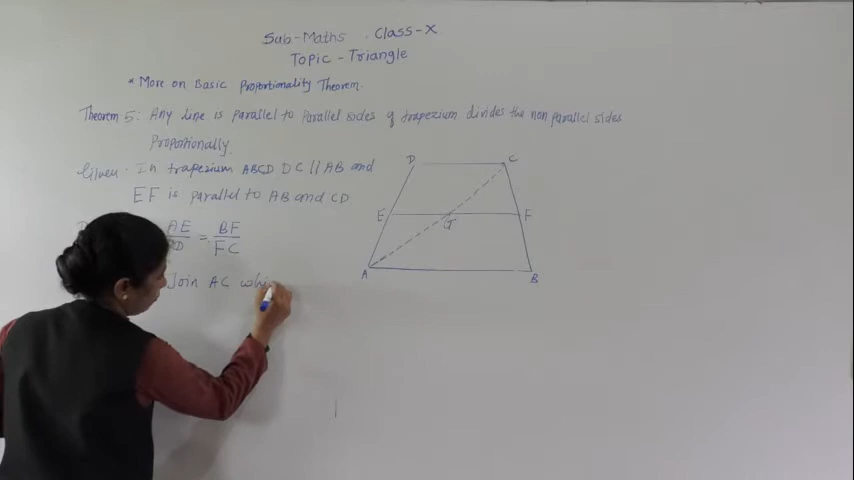 Sub-Maths . Class-X
Topic - Triangle
* More on Basic Proportionality Theorem.
Theorem 5: Any Line is Parallel to Parallel sides of trapezium divides the non parallel sides
Proportionally.
Given - In trapezium ABCD DC || AB and
EF is parallel to AB and CD
AE = BF
FC
Join AC whi
D C
E F
A B